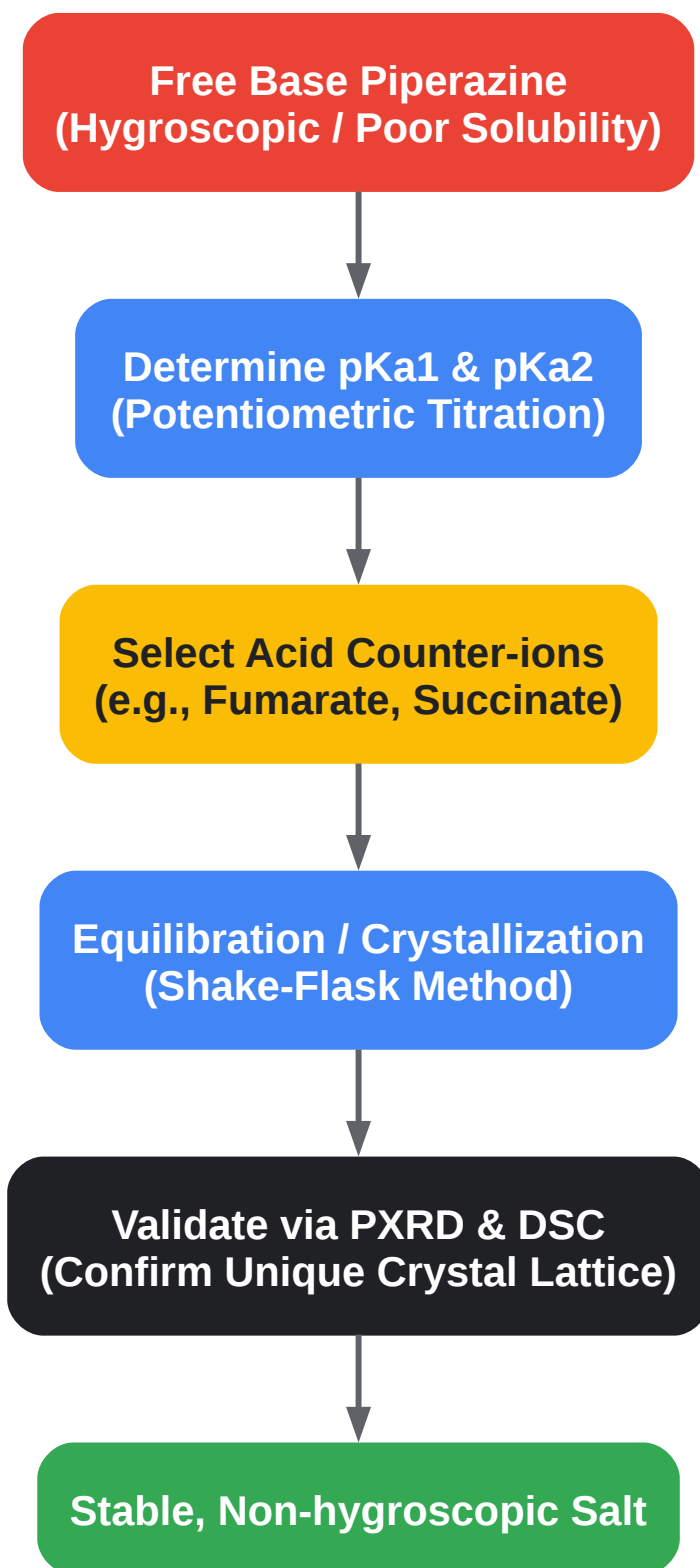 Free Base Piperazine
(Hygroscopic / Poor Solubility)
Determine pKa1 & pKa2
(Potentiometric Titration)
Select Acid Counter-ions
(e.g., Fumarate, Succinate)
Equilibration / Crystallization
(Shake-Flask Method)
Validate via PXRD & DSC
(Confirm Unique Crystal Lattice)
Stable, Non-hygroscopic Salt